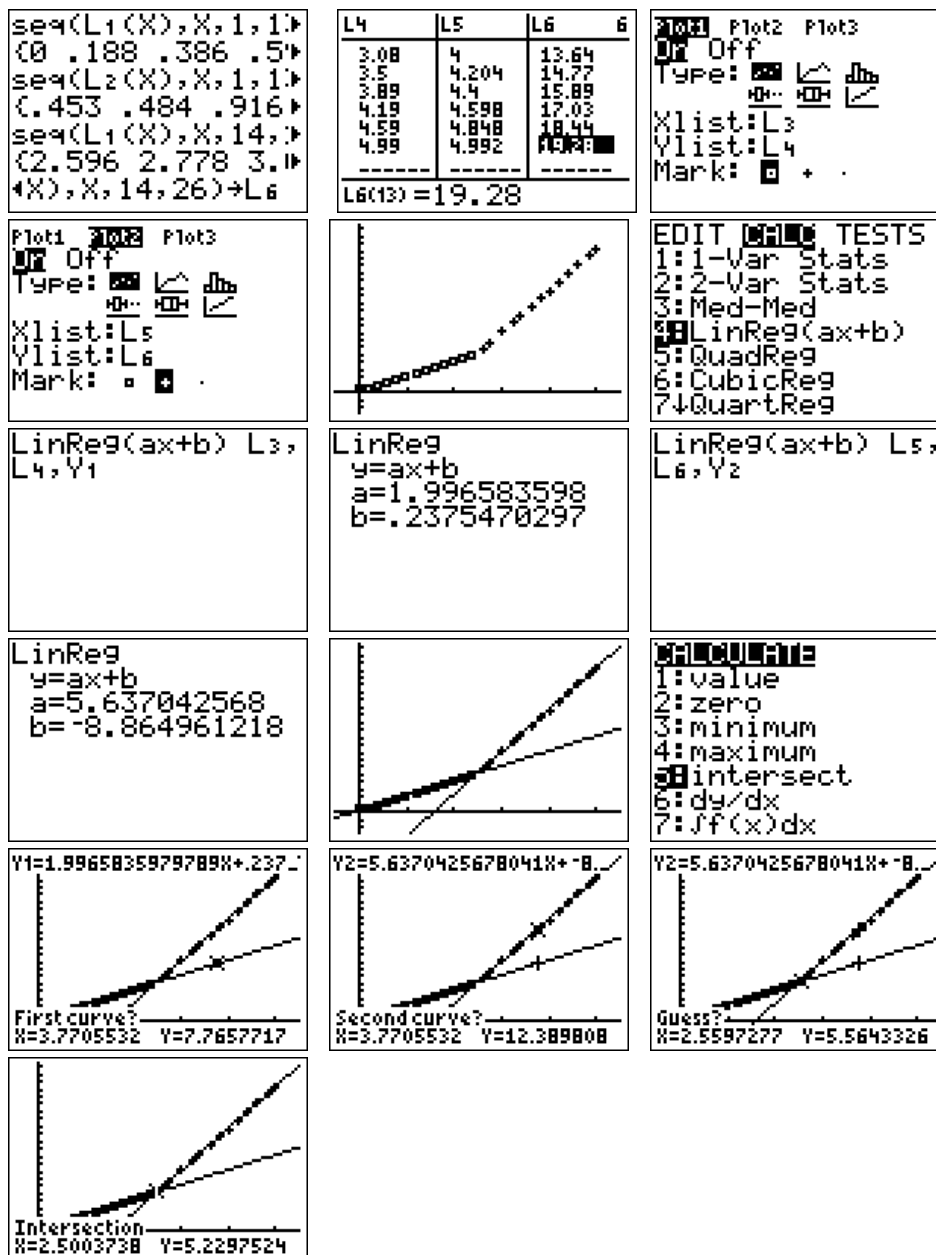 seq(L₁(X),X,1,1
{0 .188 .386 .5
seq(L₂(X),X,1,1
{.453 .484 .916
seq(L₁(X),X,14,
{2.596 2.778 3.
X),X,14,26)→L₆
L4 L5 L6 6
3.08 4 13.64
3.5 4.204 14.77
3.89 4.4 15.89
4.19 4.598 17.03
4.59 4.848 18.44
4.99 4.992 19.28
------ ------ ------
L6(13)=19.28
Plot1 Plot2 Plot3
On Off
Type:
Xlist:L₃
Ylist:L₄
Mark: ▫ + ·
Plot1 Plot2 Plot3
On Off
Type:
Xlist:L₅
Ylist:L₆
Mark: ▫ + ·
EDIT CALC TESTS
1:1-Var Stats
2:2-Var Stats
3:Med-Med
4:LinReg(ax+b)
5:QuadReg
6:CubicReg
7↓QuartReg
LinReg(ax+b) L₃,
L₄,Y₁
LinReg
y=ax+b
a=1.996583598
b=.2375470297
LinReg(ax+b) L₅,
L₆,Y₂
LinReg
y=ax+b
a=5.637042568
b=-8.864961218
CALCULATE
1:value
2:zero
3:minimum
4:maximum
5:intersect
6:dy/dx
7:∫f(x)dx
Y1=1.9965835979789X+.237_
First curve?
X=3.7705532 Y=7.7657717
Y2=5.6370425678041X+-8._
Second curve?
X=3.7705532 Y=12.389808
Y2=5.6370425678041X+-8._
Guess?
X=2.5597277 Y=5.5643326
Intersection
X=2.5003738 Y=5.2297524